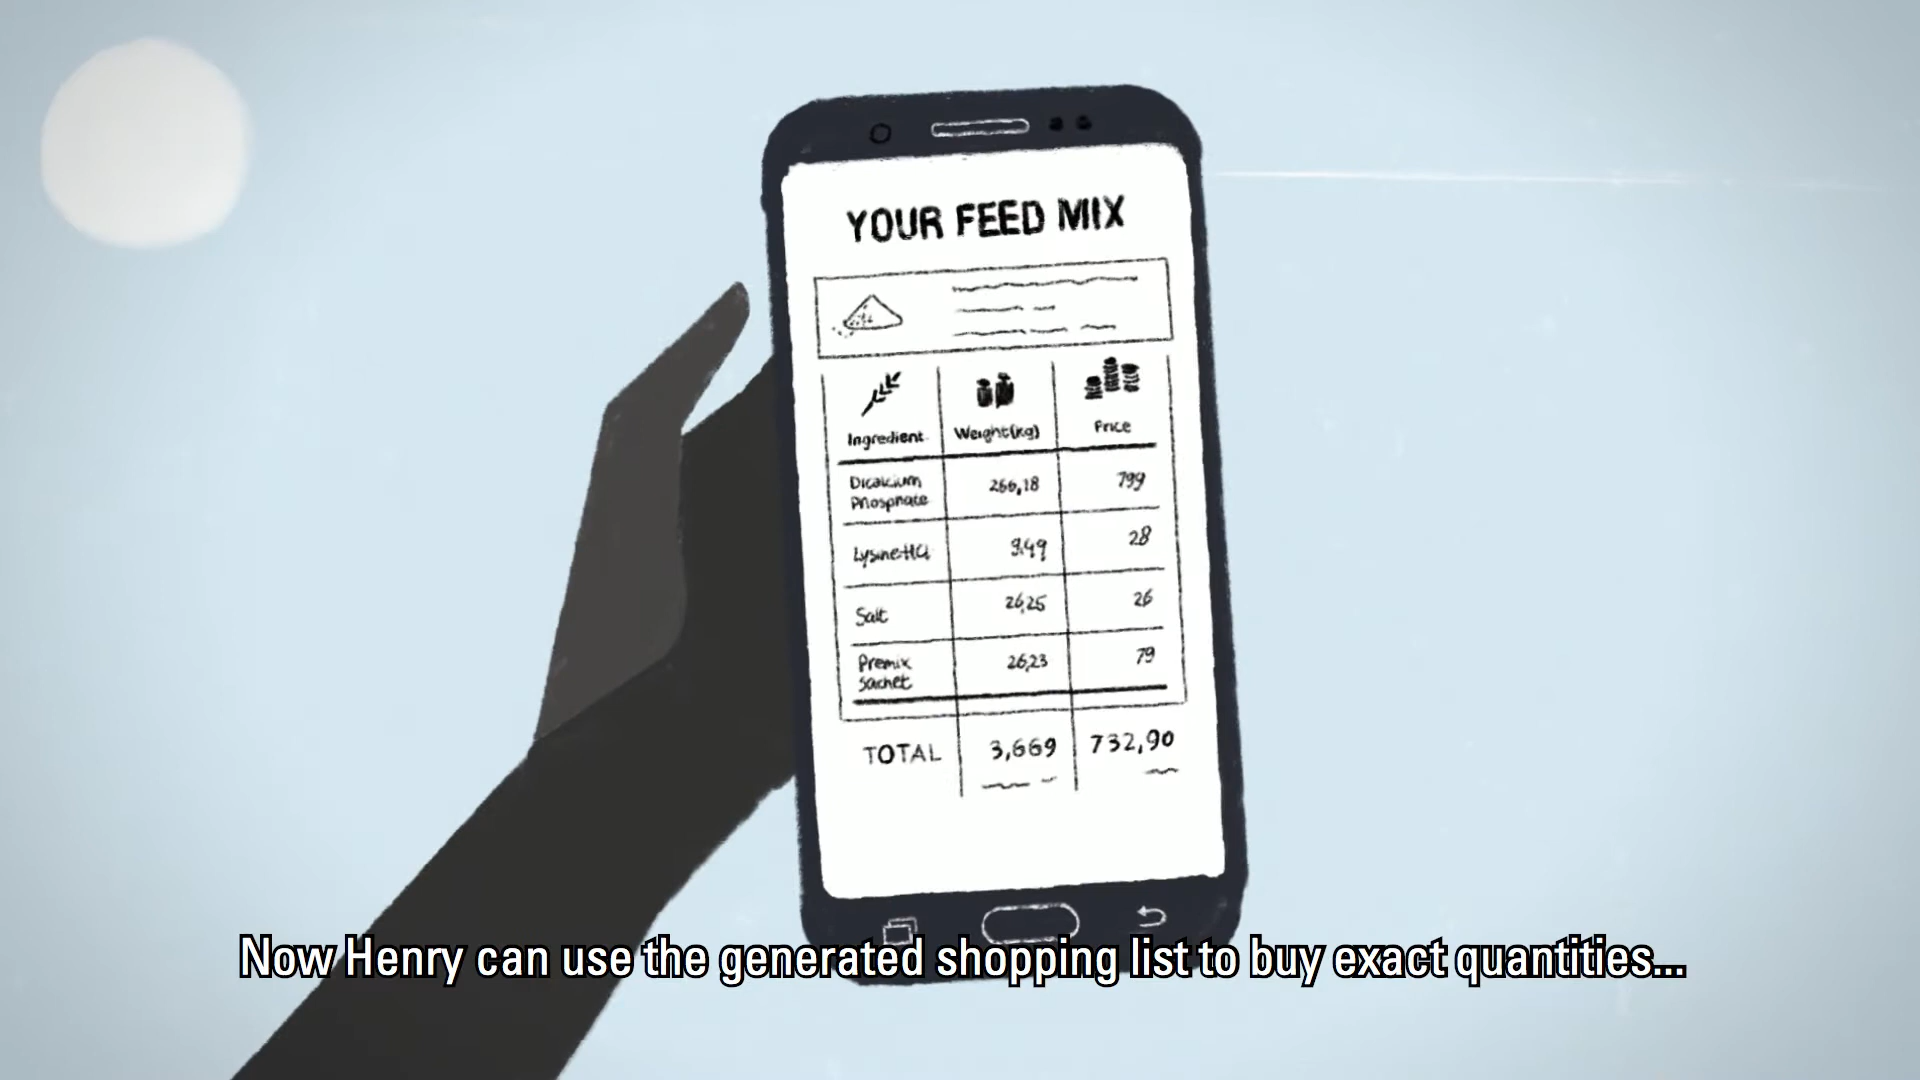 YOUR FEED MIX
Ingredient Weight(kg) Price
Dicalcium
Phosphate 266,18 799
Lysine-HCl 9.49 28
Salt 26,25 26
Premix
Sachet 26,23 79
TOTAL 3,669 732,90
Now Henry can use the generated shopping list to buy exact quantities...